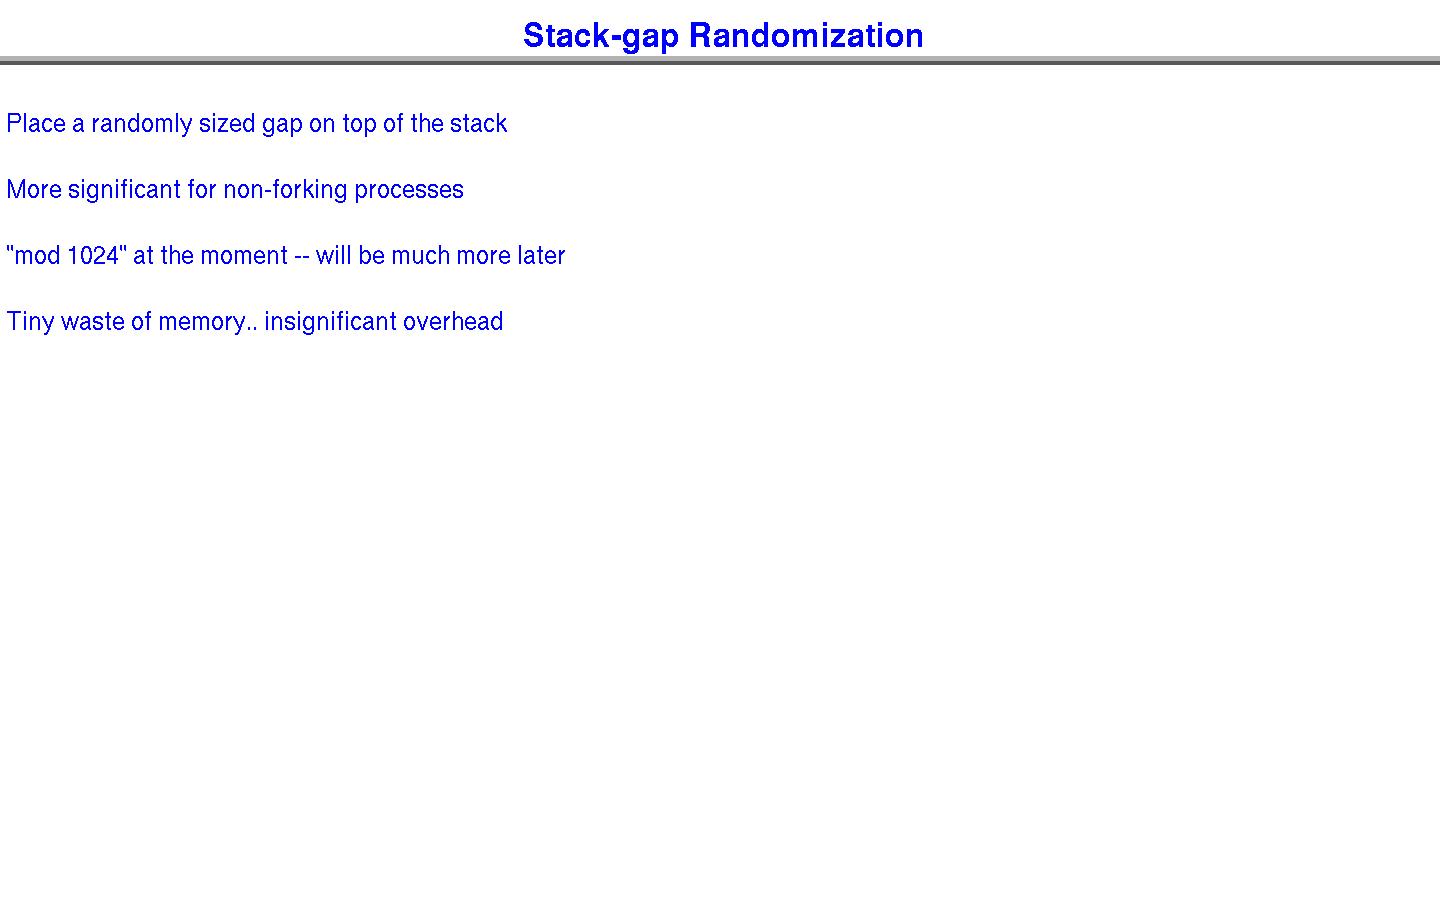 Stack-gap Randomization
Place a randomly sized gap on top of the stack
More significant for non-forking processes
"mod 1024" at the moment -- will be much more later
Tiny waste of memory.. insignificant overhead